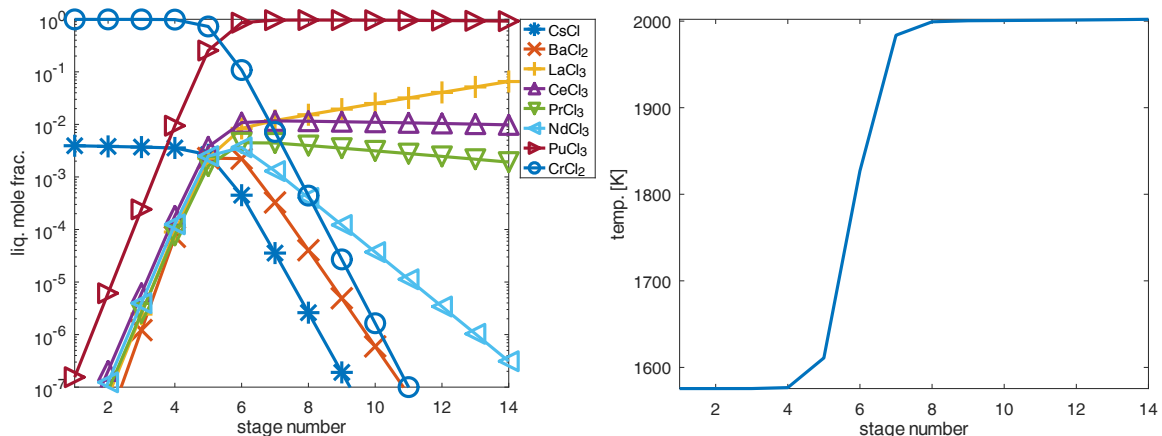 10⁰
10⁻¹
10⁻²
10⁻³
10⁻⁴
10⁻⁵
10⁻⁶
10⁻⁷
liq. mole frac.
2 4 6 8 10 12 14
stage number
CsCl
BaCl₂
LaCl₃
CeCl₃
PrCl₃
NdCl₃
PuCl₃
CrCl₂
2000
1900
1800
1700
1600
temp. [K]
2 4 6 8 10 12 14
stage number